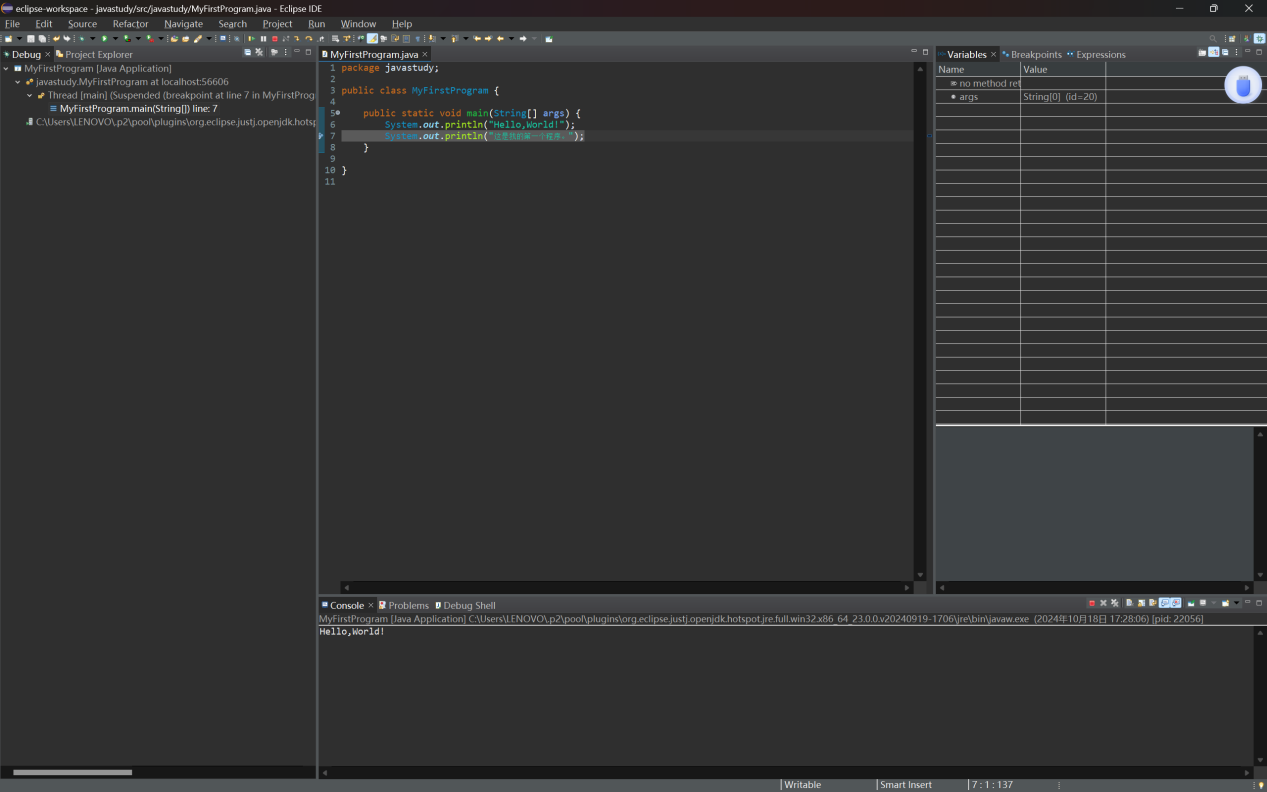 eclipse-workspace - javastudy/src/javastudy/MyFirstProgram.java - Eclipse IDE
File Edit Source Refactor Navigate Search Project Run Window Help
Debug Project Explorer
MyFirstProgram [Java Application]
javastudy.MyFirstProgram at localhost:56606
Thread [main] (Suspended (breakpoint at line 7 in MyFirstProg
MyFirstProgram.main(String[]) line: 7
C:\Users\LENOVO\.p2\pool\plugins\org.eclipse.justj.openjdk.hotsp
MyFirstProgram.java
1 package javastudy;
2
3 public class MyFirstProgram {
4
5 public static void main(String[] args) {
6 System.out.println("Hello,World!");
7 System.out.println("这是我的第一个程序。");
8 }
9
10 }
11
Variables Breakpoints Expressions
Name Value
no method ret
args String[0] (id=20)
Console Problems Debug Shell
MyFirstProgram [Java Application] C:\Users\LENOVO\.p2\pool\plugins\org.eclipse.justj.openjdk.hotspot.jre.full.win32.x86_64_23.0.0.v20240919-1706\jre\bin\javaw.exe (2024年10月18日 17:28:06) [pid: 22056]
Hello,World!
Writable Smart Insert 7 : 1 : 137